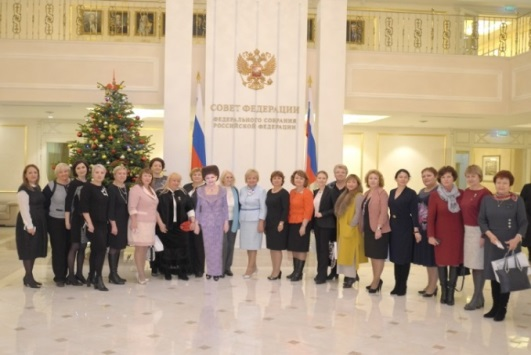 СОВЕТ ФЕДЕРАЦИИ
ФЕДЕРАЛЬНОГО СОБРАНИЯ
РОССИЙСКОЙ ФЕДЕРАЦИИ